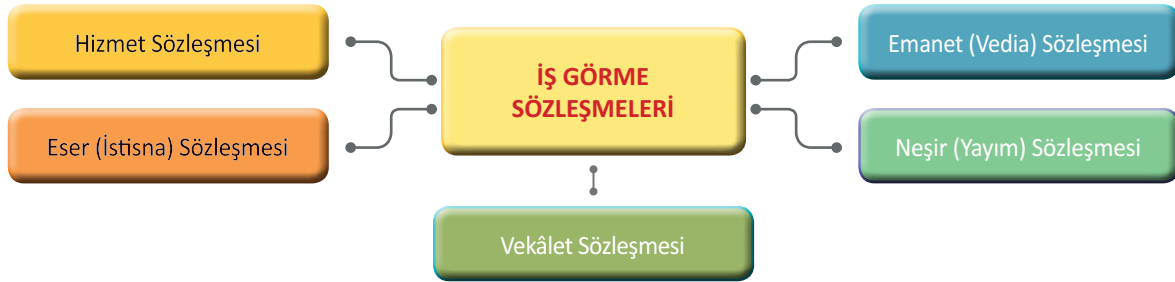 Hizmet Sözleşmesi
Eser (İstisna) Sözleşmesi
İŞ GÖRME
SÖZLEŞMELERİ
Emanet (Vedia) Sözleşmesi
Neşir (Yayım) Sözleşmesi
Vekâlet Sözleşmesi